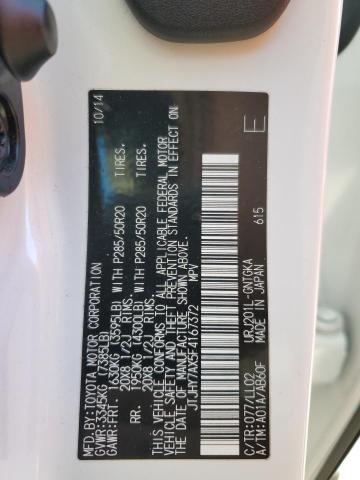 MFD. BY:TOYOTA MOTOR CORPORATION 10/14
GVWR:3345KG (7385LB)
GAWR:FRT. 1630KG (3595LB) WITH P285/50R20 TIRES.
20X8 1/2J RIMS.
RR. 1950KG (4300LB) WITH P285/50R20 TIRES.
20X8 1/2J RIMS.
THIS VEHICLE CONFORMS TO ALL APPLICABLE FEDERAL MOTOR
VEHICLE SAFETY AND THEFT PREVENTION STANDARDS IN EFFECT ON THE
DATE OF MANUFACTURE SHOWN ABOVE.
JTJHY7AX5F4167372 MPV
E
C/TR:077/LL02 URJ201L-GNTGKA
A/TM:A01A/AB60F MADE IN JAPAN
615